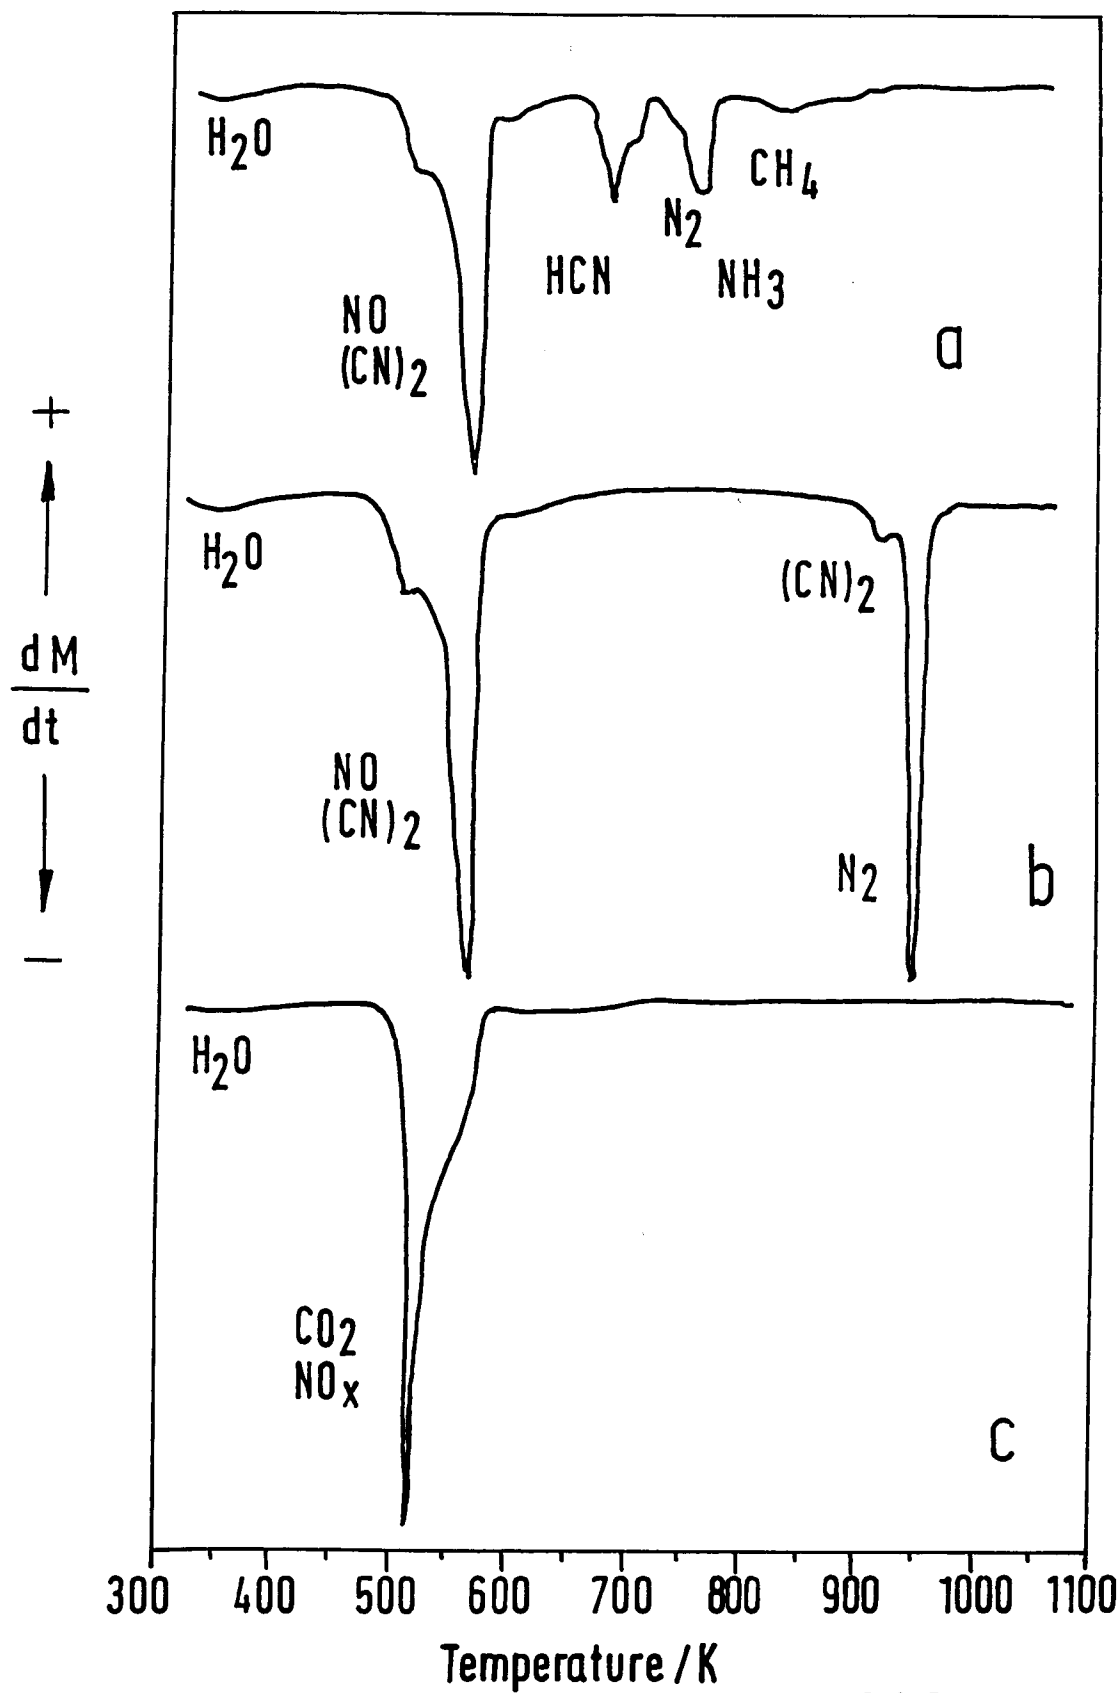 H2O
NO
(CN)2
HCN
N2
NH3
CH4
a
+
dM
dt
−
H2O
NO
(CN)2
(CN)2
N2
b
H2O
CO2
NOx
c
300 400 500 600 700 800 900 1000 1100
Temperature / K